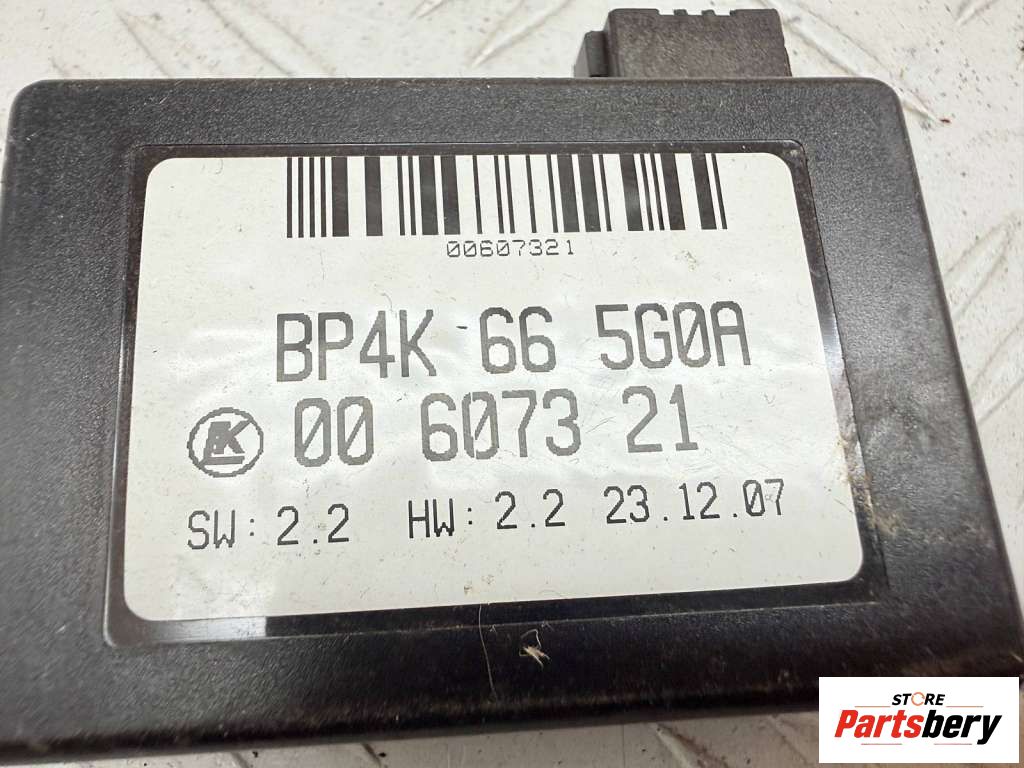 00607321
BP4K 66 5G0A
00 6073 21
SW: 2.2 HW: 2.2 23.12.07
STORE
Partsbery